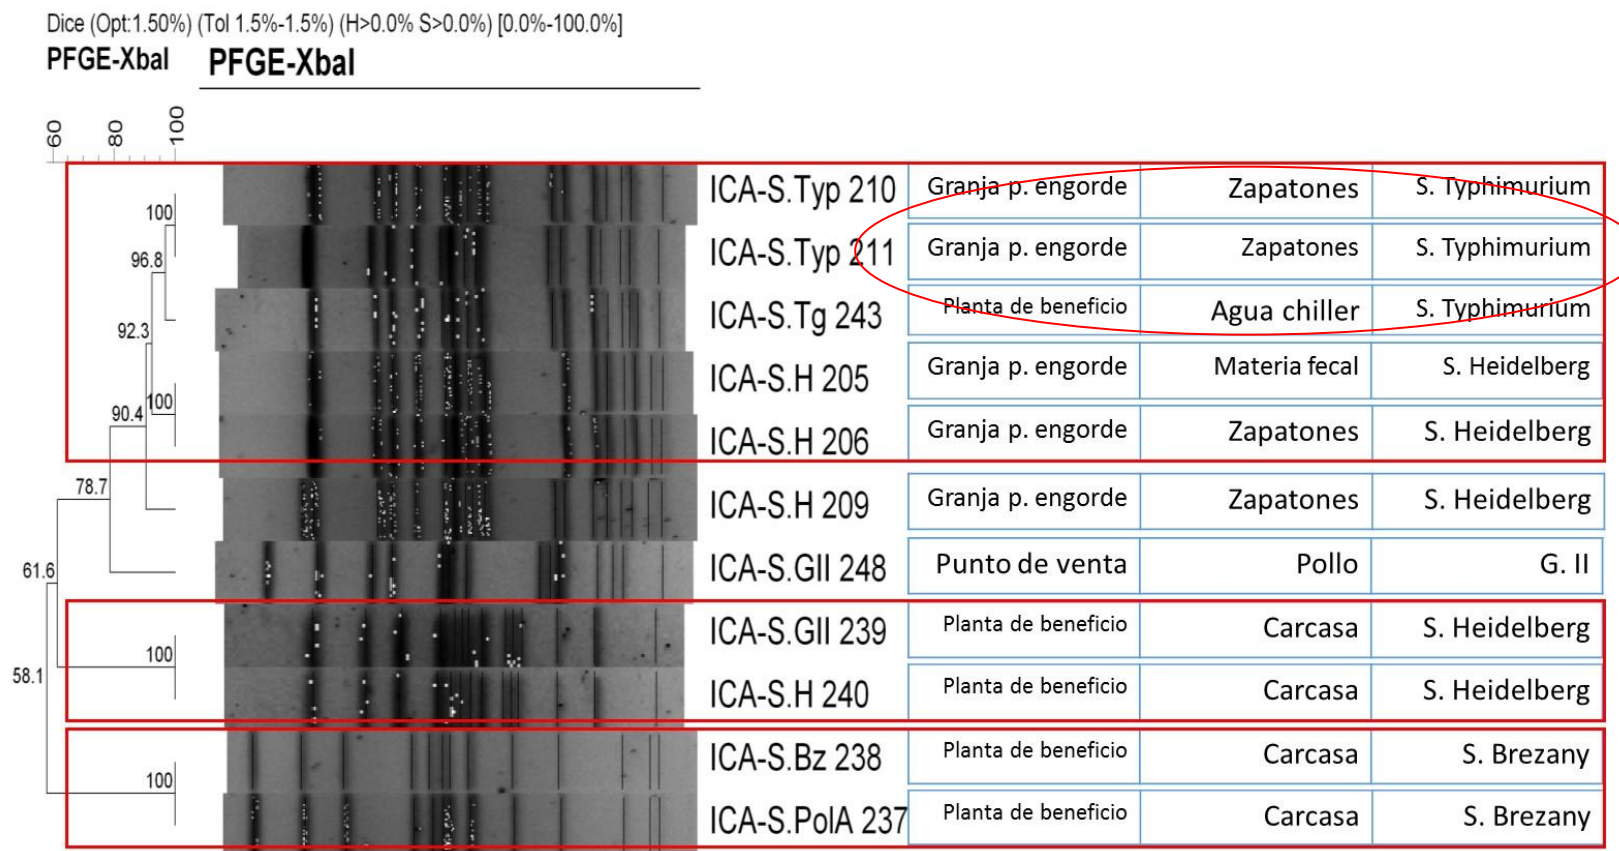 Dice (Opt:1.50%) (Tol 1.5%-1.5%) (H>0.0% S>0.0%) [0.0%-100.0%]
PFGE-XbaI PFGE-XbaI
60 80 100
100
96.8
92.3
100
90.4
78.7
61.6
100
58.1
100
ICA-S.Typ 210 Granja p. engorde Zapatones S. Typhimurium
ICA-S.Typ 211 Granja p. engorde Zapatones S. Typhimurium
ICA-S.Tg 243 Planta de beneficio Agua chiller S. Typhimurium
ICA-S.H 205 Granja p. engorde Materia fecal S. Heidelberg
ICA-S.H 206 Granja p. engorde Zapatones S. Heidelberg
ICA-S.H 209 Granja p. engorde Zapatones S. Heidelberg
ICA-S.GII 248 Punto de venta Pollo G. II
ICA-S.GII 239 Planta de beneficio Carcasa S. Heidelberg
ICA-S.H 240 Planta de beneficio Carcasa S. Heidelberg
ICA-S.Bz 238 Planta de beneficio Carcasa S. Brezany
ICA-S.PolA 237 Planta de beneficio Carcasa S. Brezany